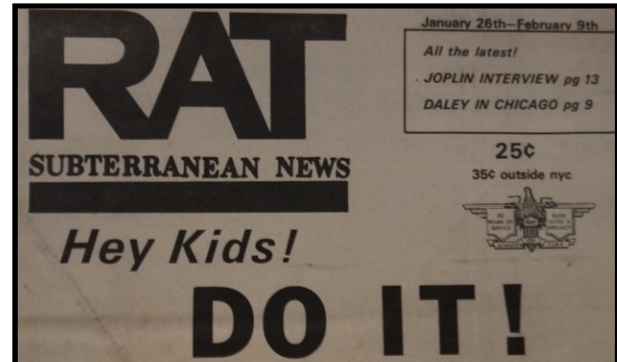 RAT
SUBTERRANEAN NEWS
January 26th—February 9th
All the latest!
JOPLIN INTERVIEW pg 13
DALEY IN CHICAGO pg 9
25¢
35¢ outside nyc
Hey Kids!
DO IT!